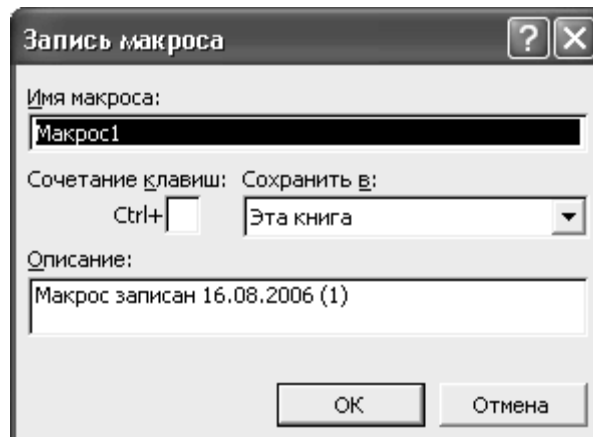 Запись макроса
Имя макроса:
Макрос1
Сочетание клавиш: Сохранить в:
Ctrl+ Эта книга
Описание:
Макрос записан 16.08.2006 (1)
ОК Отмена